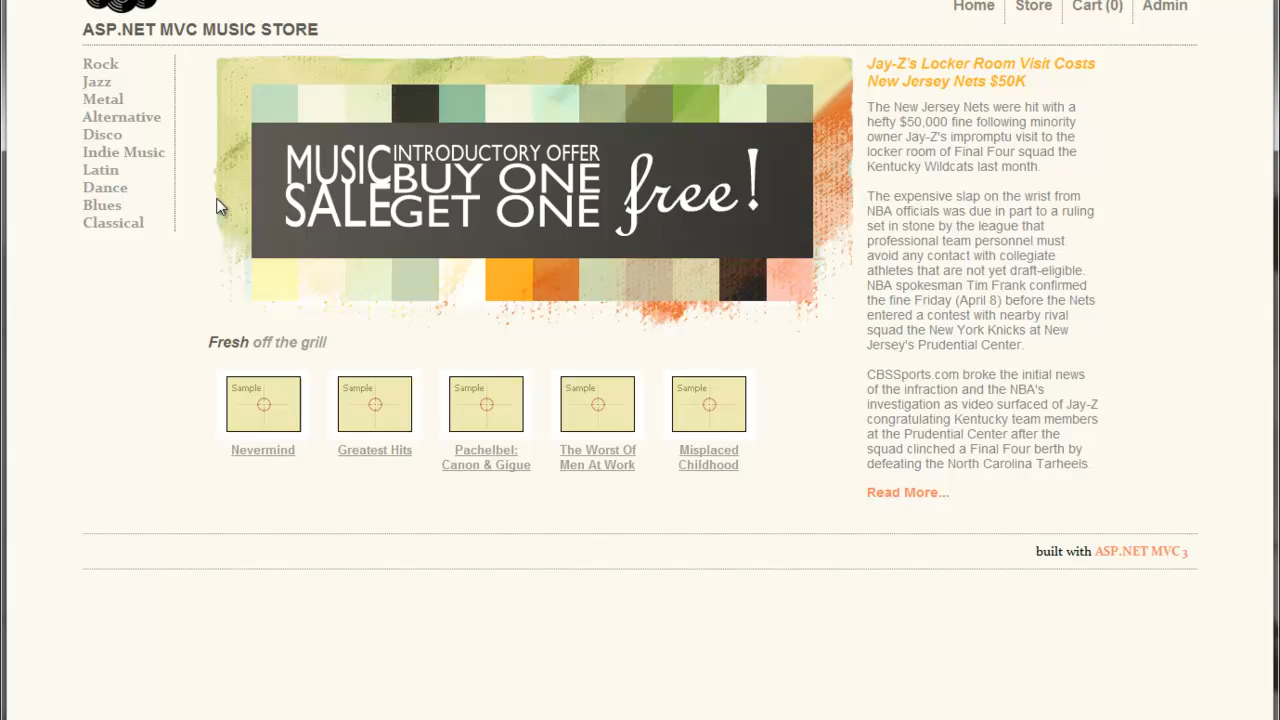 Home
Store
Cart (0)
Admin
ASP.NET MVC MUSIC STORE
Rock
Jazz
Metal
Alternative
Disco
Indie Music
Latin
Dance
Blues
Classical
MUSIC
SALE
INTRODUCTORY OFFER
BUY ONE
GET ONE
free!
Fresh off the grill
Sample
Sample
Sample
Sample
Sample
Nevermind
Greatest Hits
Pachelbel:
Canon & Gigue
The Worst Of
Men At Work
Misplaced
Childhood
Jay-Z's Locker Room Visit Costs
New Jersey Nets $50K
The New Jersey Nets were hit with a
hefty $50,000 fine following minority
owner Jay-Z's impromptu visit to the
locker room of Final Four squad the
Kentucky Wildcats last month.
The expensive slap on the wrist from
NBA officials was due in part to a ruling
set in stone by the league that
professional team personnel must
avoid any contact with collegiate
athletes that are not yet draft-eligible.
NBA spokesman Tim Frank confirmed
the fine Friday (April 8) before the Nets
entered a contest with nearby rival
squad the New York Knicks at New
Jersey's Prudential Center.
CBSSports.com broke the initial news
of the infraction and the NBA's
investigation as video surfaced of Jay-Z
congratulating Kentucky team members
at the Prudential Center after the
squad clinched a Final Four berth by
defeating the North Carolina Tarheels.
Read More...
built with ASP.NET MVC 3